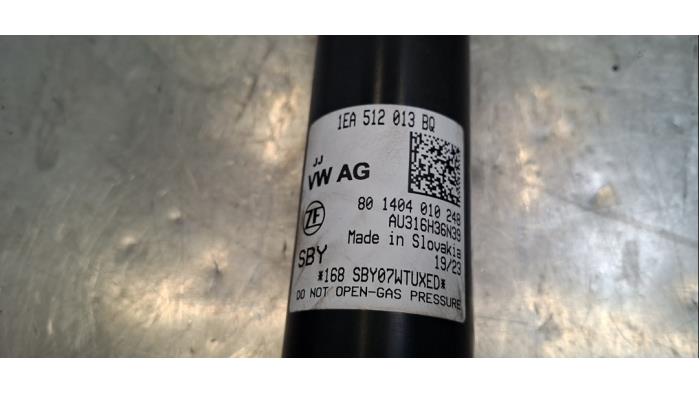 1EA 512 013 BQ
JJ
VW AG
80 1404 010 248
ZF
AU316H36N39
Made in Slovakia
SBY
19/23
*168 SBY07WTUXED*
DO NOT OPEN-GAS PRESSURE